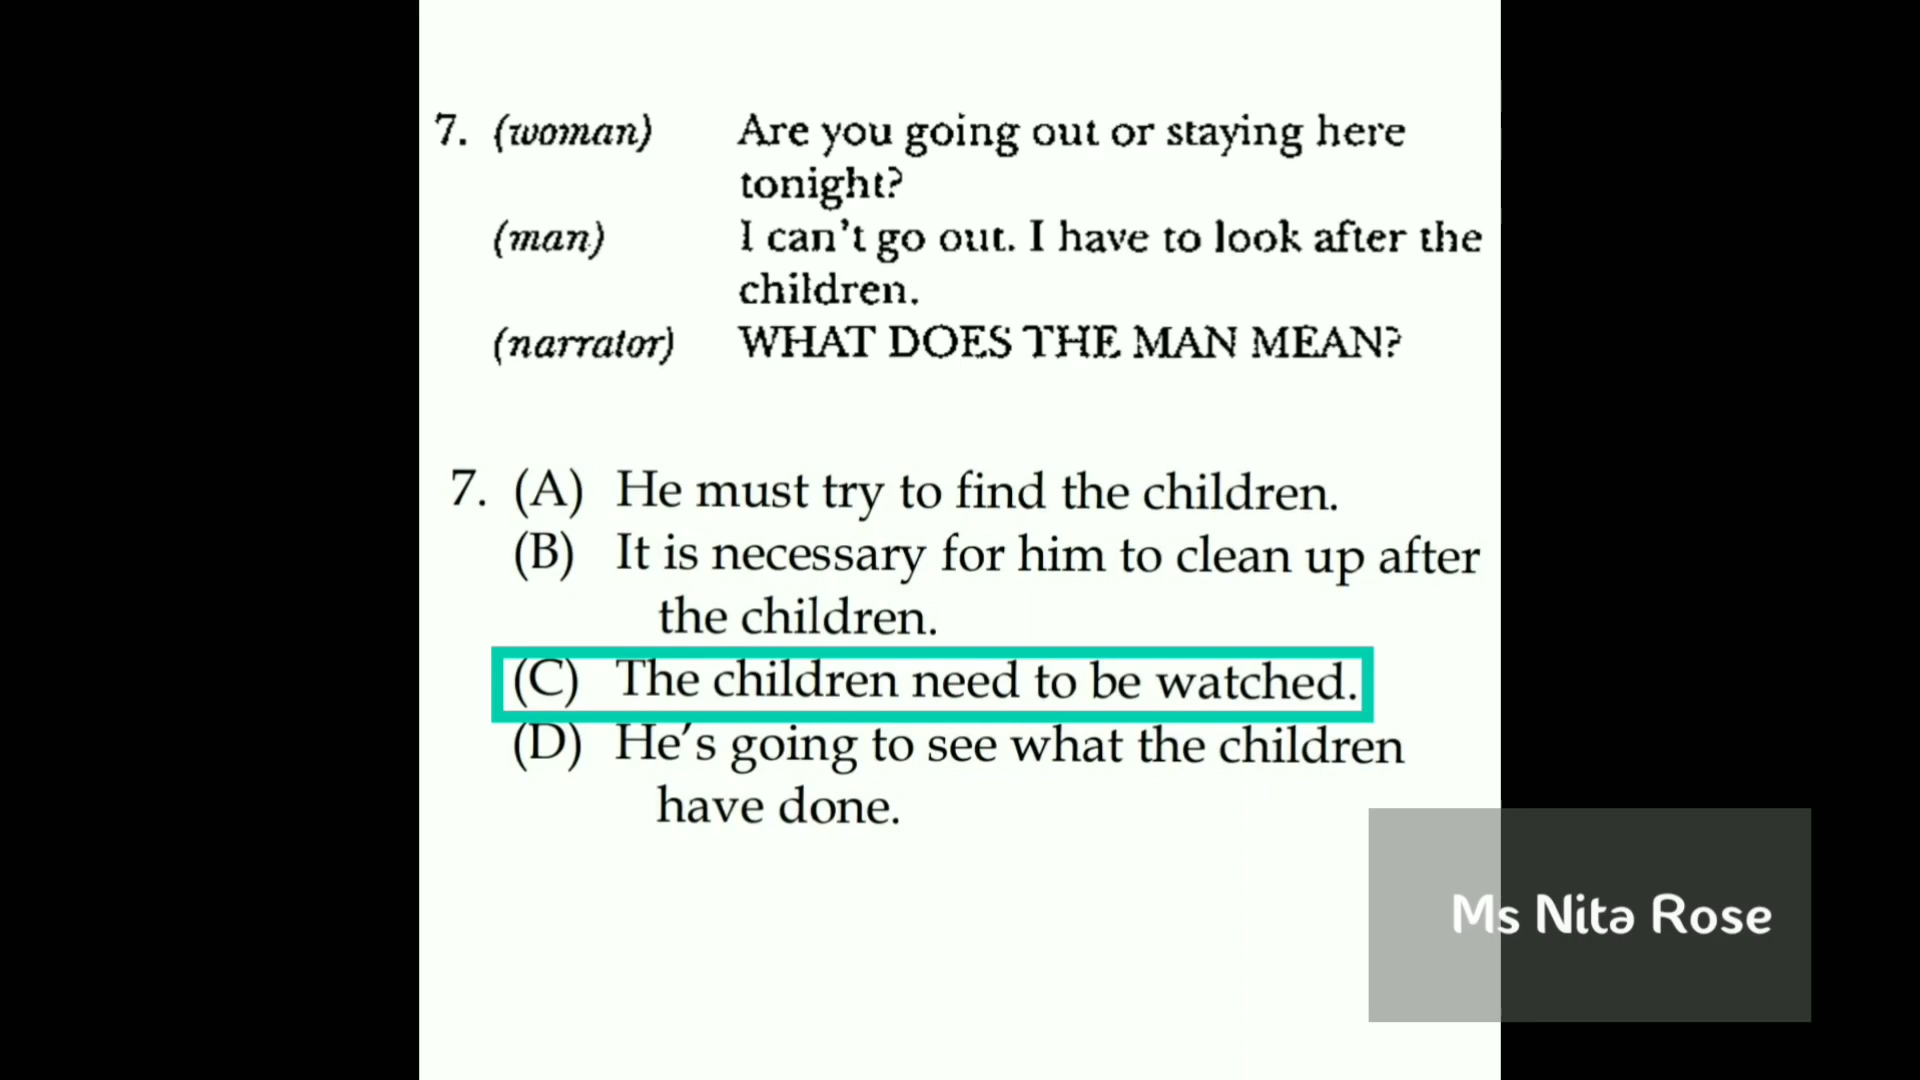 7. (woman) Are you going out or staying here
tonight?
(man) I can't go out. I have to look after the
children.
(narrator) WHAT DOES THE MAN MEAN?
7. (A) He must try to find the children.
(B) It is necessary for him to clean up after
the children.
(C) The children need to be watched.
(D) He's going to see what the children
have done.
Ms Nita Rose